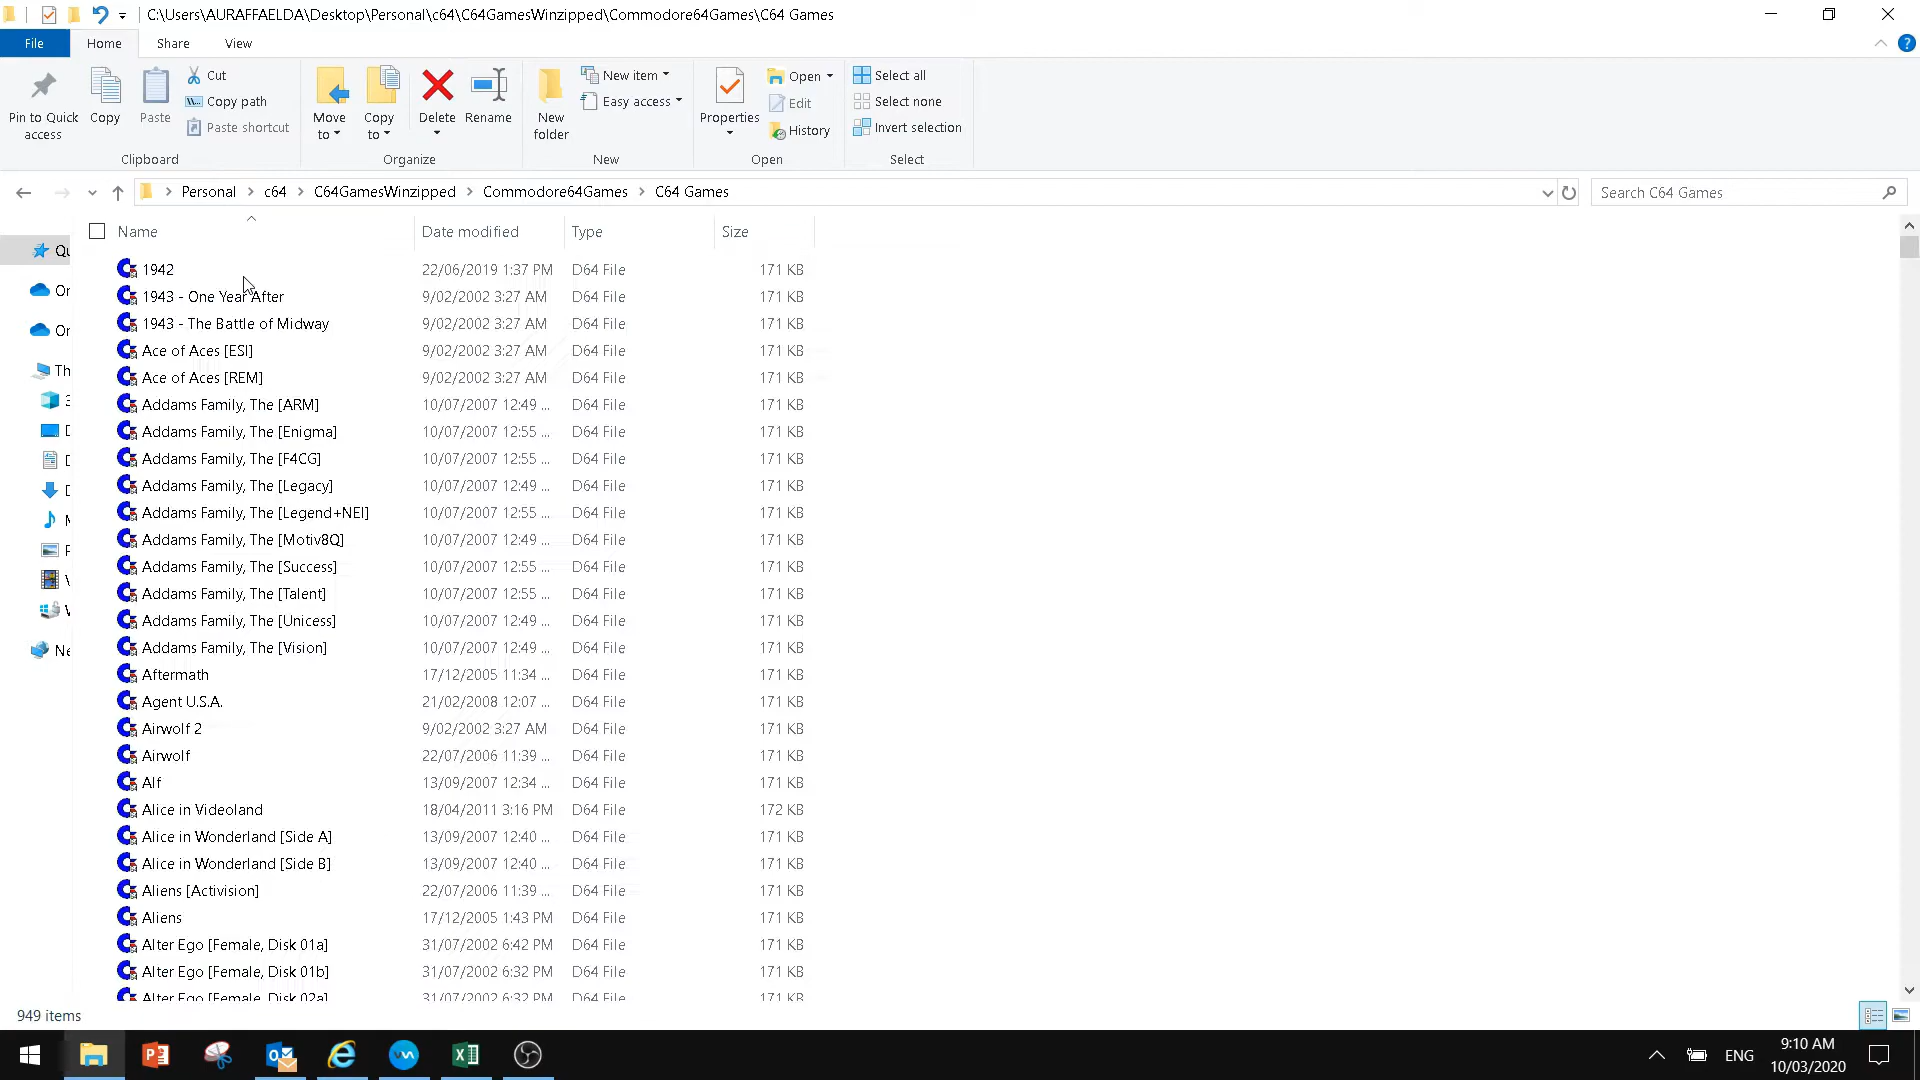 C:\Users\AURAFFAELDA\Desktop\Personal\c64\C64GamesWinzipped\Commodore64Games\C64 Games
File Home Share View
Pin to Quick access
Copy
Paste
Cut
Copy path
Paste shortcut
Clipboard
Move to
Copy to
Delete
Rename
Organize
New folder
New item
Easy access
New
Properties
Open
Edit
History
Open
Select all
Select none
Invert selection
Select
Personal > c64 > C64GamesWinzipped > Commodore64Games > C64 Games
Search C64 Games
Name Date modified Type Size
1942 22/06/2019 1:37 PM D64 File 171 KB
1943 - One Year After 9/02/2002 3:27 AM D64 File 171 KB
1943 - The Battle of Midway 9/02/2002 3:27 AM D64 File 171 KB
Ace of Aces [ESI] 9/02/2002 3:27 AM D64 File 171 KB
Ace of Aces [REM] 9/02/2002 3:27 AM D64 File 171 KB
Addams Family, The [ARM] 10/07/2007 12:49 ... D64 File 171 KB
Addams Family, The [Enigma] 10/07/2007 12:55 ... D64 File 171 KB
Addams Family, The [F4CG] 10/07/2007 12:55 ... D64 File 171 KB
Addams Family, The [Legacy] 10/07/2007 12:49 ... D64 File 171 KB
Addams Family, The [Legend+NEI] 10/07/2007 12:55 ... D64 File 171 KB
Addams Family, The [Motiv8Q] 10/07/2007 12:49 ... D64 File 171 KB
Addams Family, The [Success] 10/07/2007 12:55 ... D64 File 171 KB
Addams Family, The [Talent] 10/07/2007 12:55 ... D64 File 171 KB
Addams Family, The [Unicess] 10/07/2007 12:49 ... D64 File 171 KB
Addams Family, The [Vision] 10/07/2007 12:49 ... D64 File 171 KB
Aftermath 17/12/2005 11:34 ... D64 File 171 KB
Agent U.S.A. 21/02/2008 12:07 ... D64 File 171 KB
Airwolf 2 9/02/2002 3:27 AM D64 File 171 KB
Airwolf 22/07/2006 11:39 ... D64 File 171 KB
Alf 13/09/2007 12:34 ... D64 File 171 KB
Alice in Videoland 18/04/2011 3:16 PM D64 File 172 KB
Alice in Wonderland [Side A] 13/09/2007 12:40 ... D64 File 171 KB
Alice in Wonderland [Side B] 13/09/2007 12:40 ... D64 File 171 KB
Aliens [Activision] 22/07/2006 11:39 ... D64 File 171 KB
Aliens 17/12/2005 1:43 PM D64 File 171 KB
Alter Ego [Female, Disk 01a] 31/07/2002 6:42 PM D64 File 171 KB
Alter Ego [Female, Disk 01b] 31/07/2002 6:32 PM D64 File 171 KB
Alter Ego [Female, Disk 02a] 31/07/2002 6:32 PM D64 File 171 KB
949 items
ENG
9:10 AM
10/03/2020